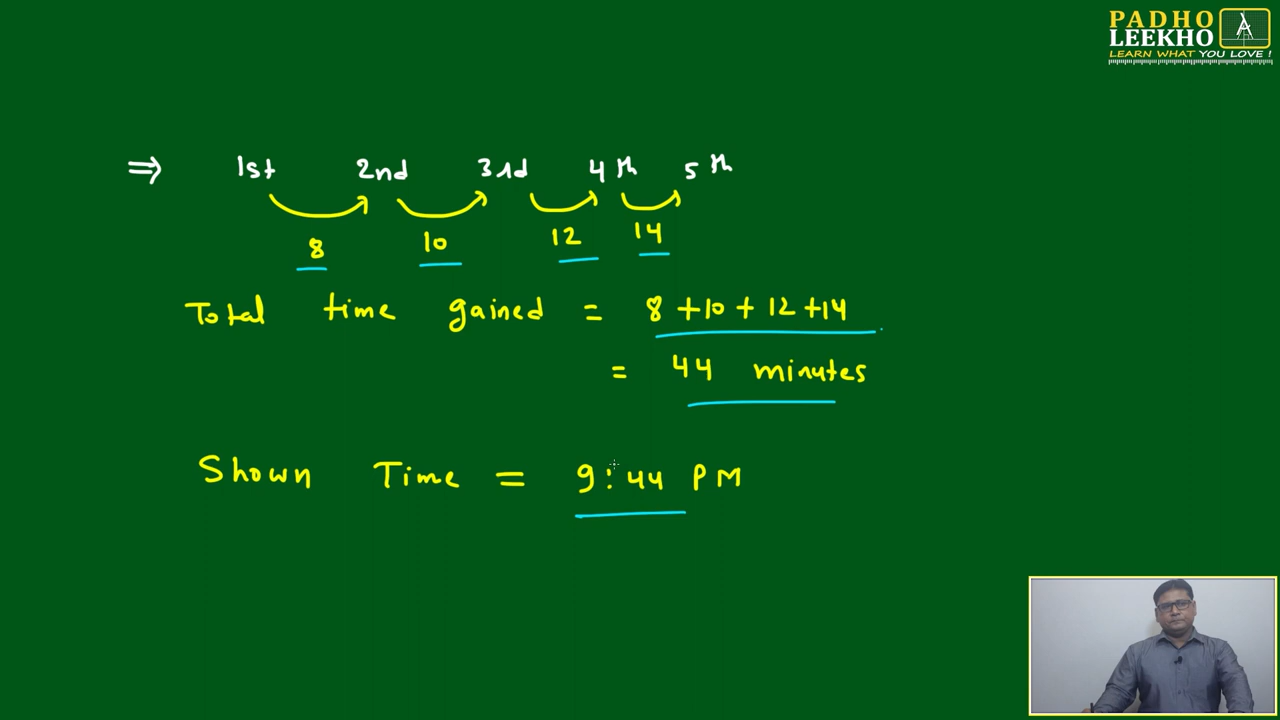 PADHO
LEEKHO
LEARN WHAT YOU LOVE !
⇒ 1st 2nd 3rd 4th 5th
8 10 12 14
Total time gained = 8 + 10 + 12 + 14
= 44 minutes
Shown Time = 9:44 PM